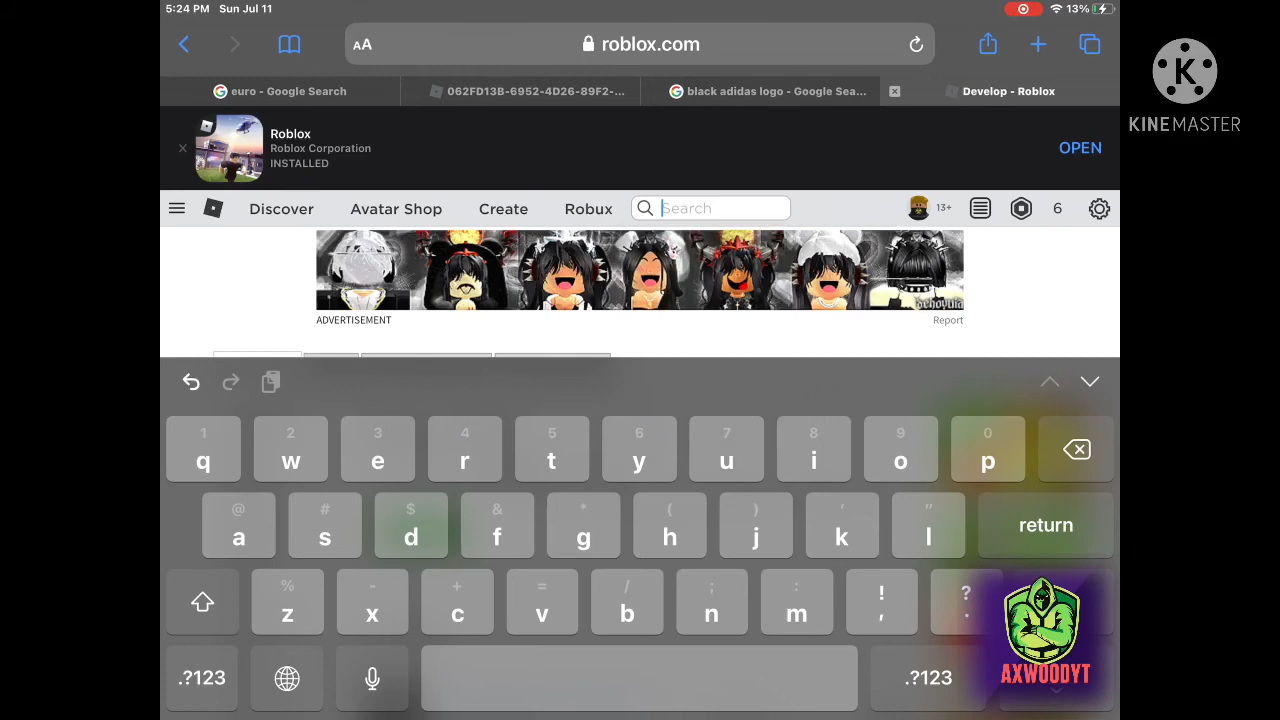 5:24 PM Sun Jul 11
13%
AA roblox.com
euro - Google Search
062FD13B-6952-4D26-89F2-...
black adidas logo - Google Sea...
Develop - Roblox
K
KINEMASTER
Roblox
Roblox Corporation
INSTALLED
OPEN
Discover Avatar Shop Create Robux Search 13+ 6
ADVERTISEMENT Report
1 2 3 4 5 6 7 8 9 0
q w e r t y u i o p
@ # $ & * ( ) ' "
a s d f g h j k l return
% - + = / ; : ! ?
z x c v b n m , .
.?123 .?123
AXWOODYT